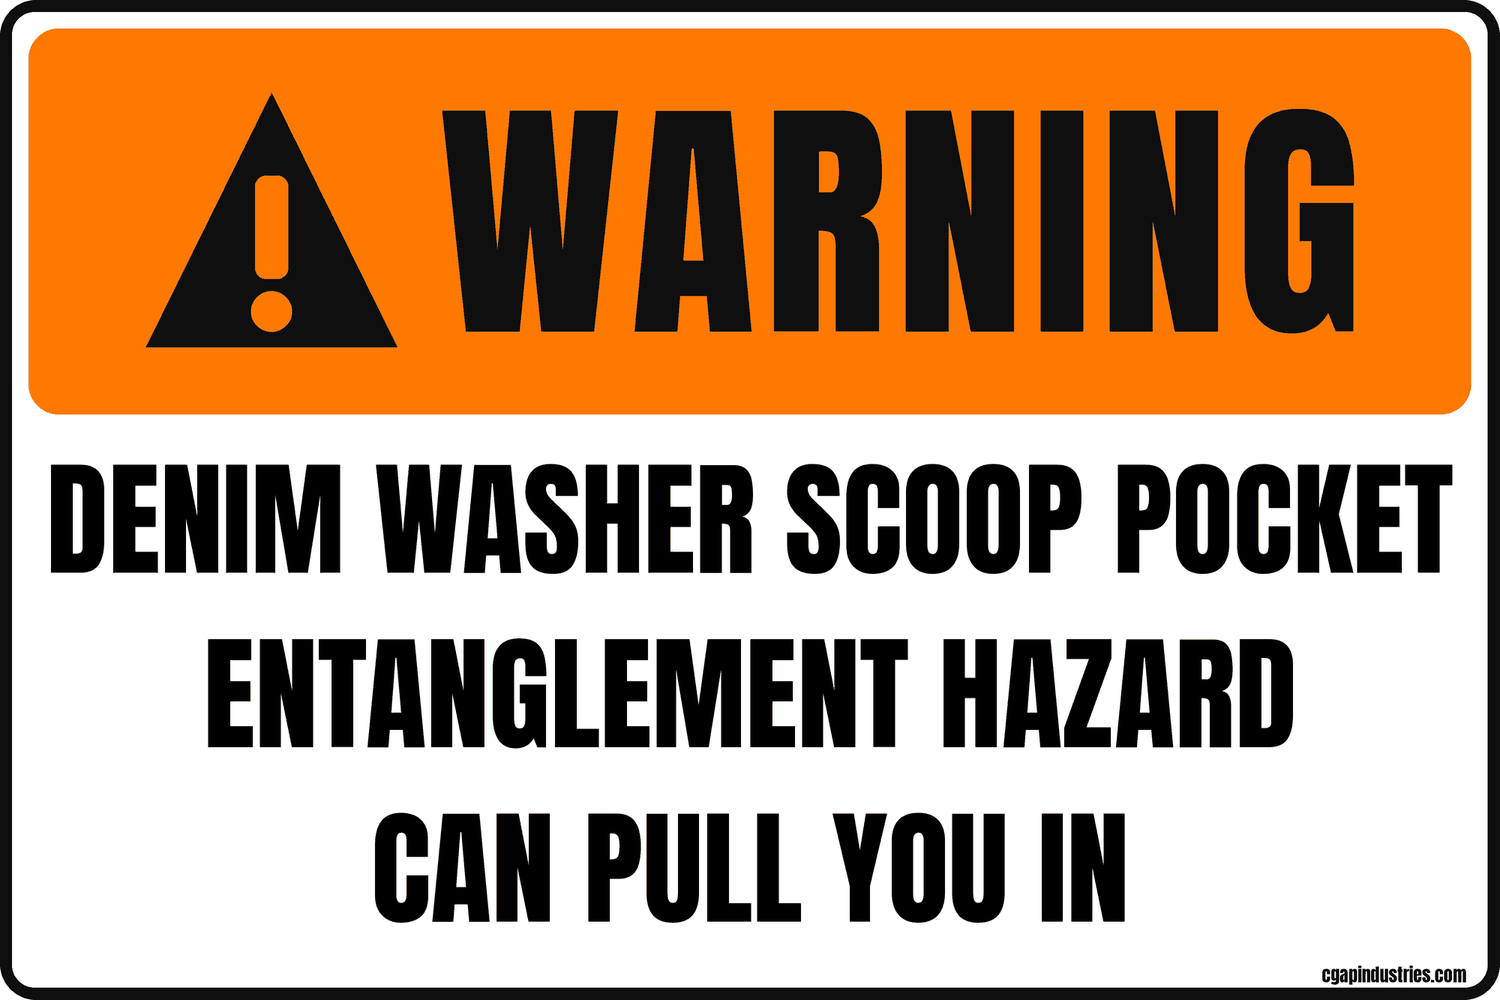 WARNING
DENIM WASHER SCOOP POCKET
ENTANGLEMENT HAZARD
CAN PULL YOU IN
cgapindustries.com